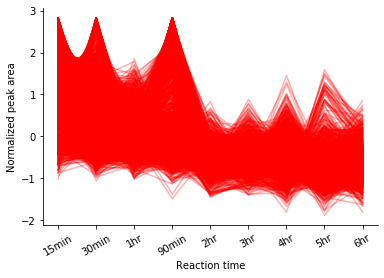 3
2
1
0
−1
−2
Normalized peak area
15min
30min
1hr
90min
2hr
3hr
4hr
5hr
6hr
Reaction time